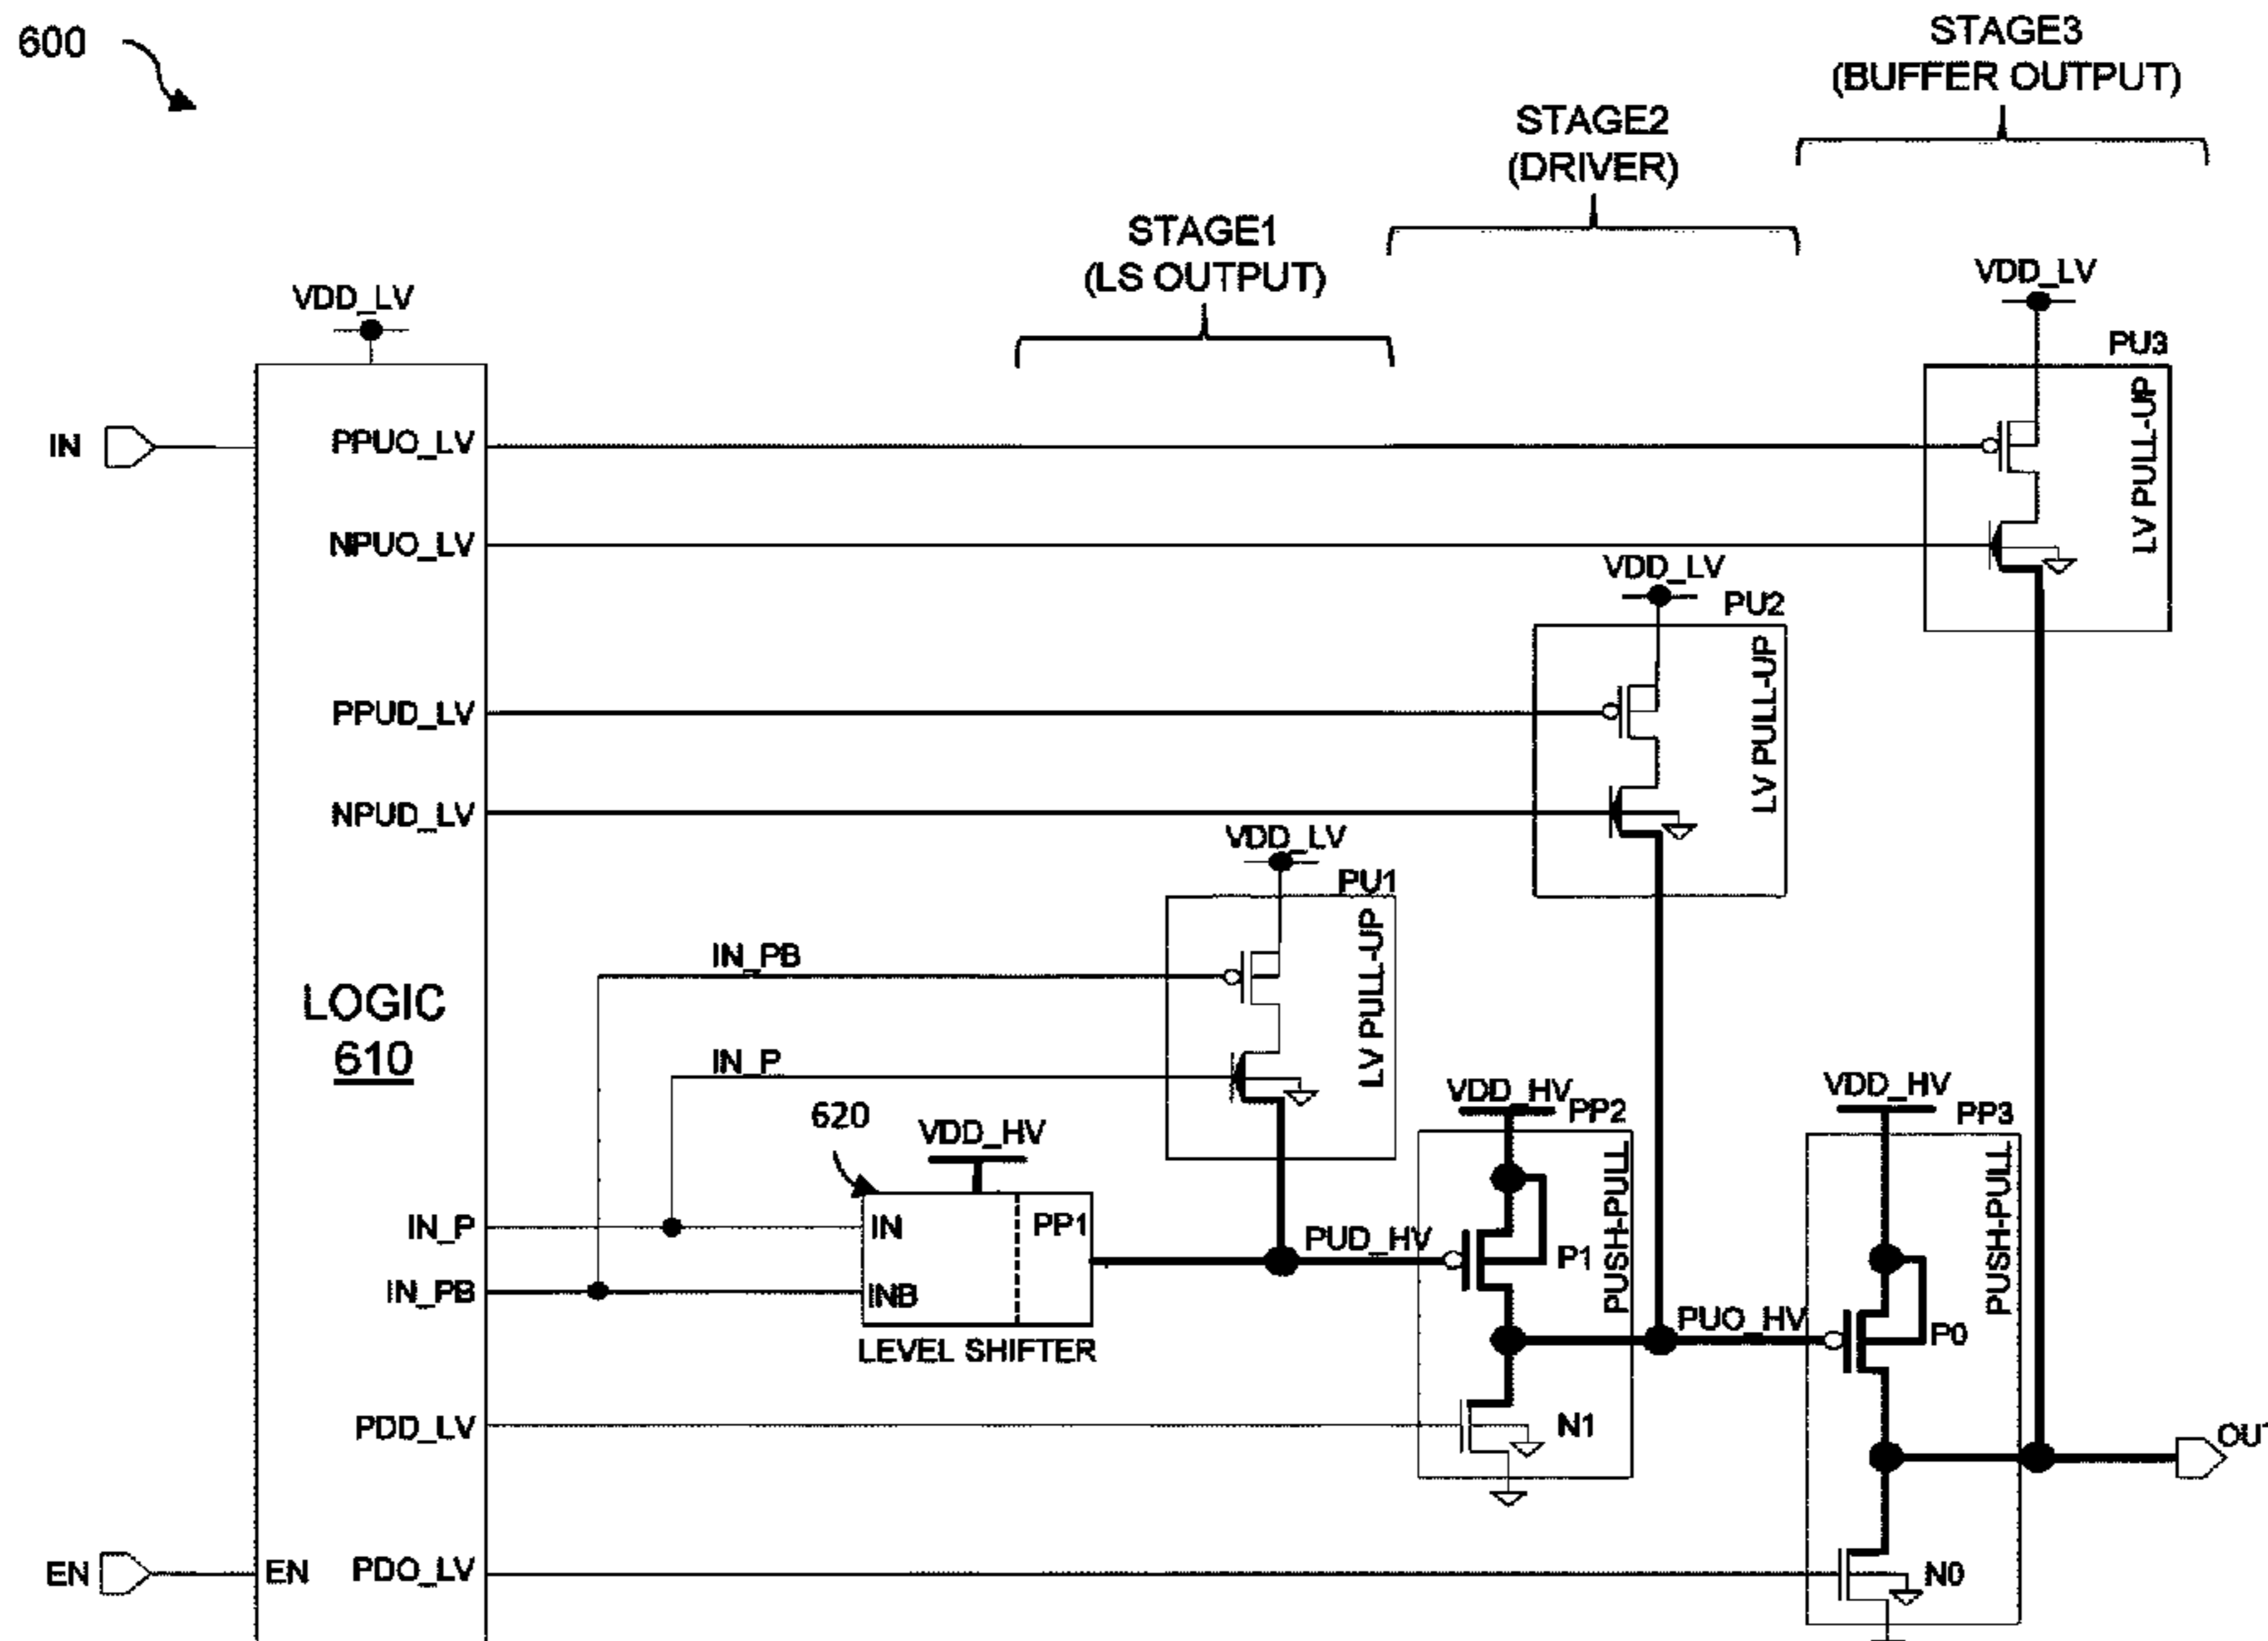 600
STAGE3
(BUFFER OUTPUT)
STAGE2
(DRIVER)
STAGE1
(LS OUTPUT)
VDD_LV
VDD_LV
PU3
LV PULL-UP
IN
PPUO_LV
NPUO_LV
VDD_LV
PU2
LV PULL-UP
PPUD_LV
NPUD_LV
VDD_LV
PU1
LV PULL-UP
IN_PB
LOGIC
610
IN_P
620
VDD_HV
VDD_HV
PP2
PUSH-PULL
VDD_HV
PP3
PUSH-PULL
IN_P
IN
PP1
PUD_HV
P1
IN_PB
INB
LEVEL SHIFTER
PUO_HV
P0
PDD_LV
N1
OUT
EN
EN
PDO_LV
N0